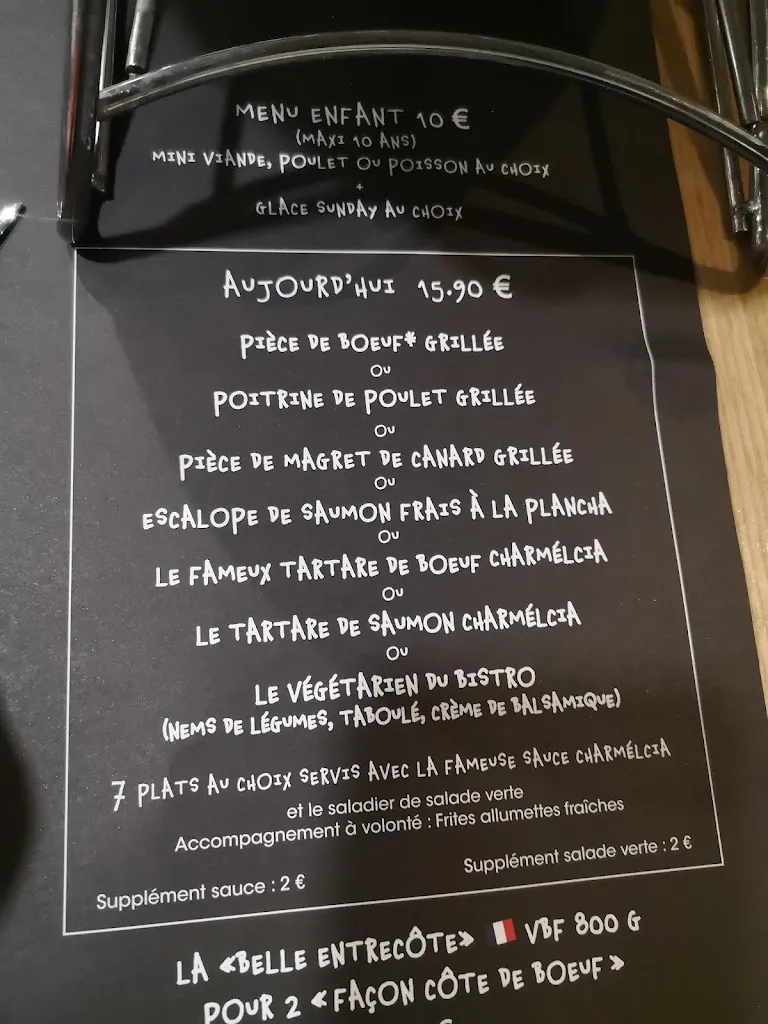 MENU ENFANT 10 €
(MAXI 10 ANS)
MINI VIANDE, POULET OU POISSON AU CHOIX
+
GLACE SUNDAY AU CHOIX
AUJOURD'HUI 15.90 €
PIÈCE DE BOEUF* GRILLÉE
OU
POITRINE DE POULET GRILLÉE
OU
PIÈCE DE MAGRET DE CANARD GRILLÉE
OU
ESCALOPE DE SAUMON FRAIS À LA PLANCHA
OU
LE FAMEUX TARTARE DE BOEUF CHARMÉLCIA
OU
LE TARTARE DE SAUMON CHARMÉLCIA
OU
LE VÉGÉTARIEN DU BISTRO
(NEMS DE LÉGUMES, TABOULÉ, CRÈME DE BALSAMIQUE)
7 PLATS AU CHOIX SERVIS AVEC LA FAMEUSE SAUCE CHARMÉLCIA
et le saladier de salade verte
Accompagnement à volonté : Frites allumettes fraîches
Supplément sauce : 2 € Supplément salade verte : 2 €
LA «BELLE ENTRECÔTE» VBF 800 G
POUR 2 « FAÇON CÔTE DE BOEUF »